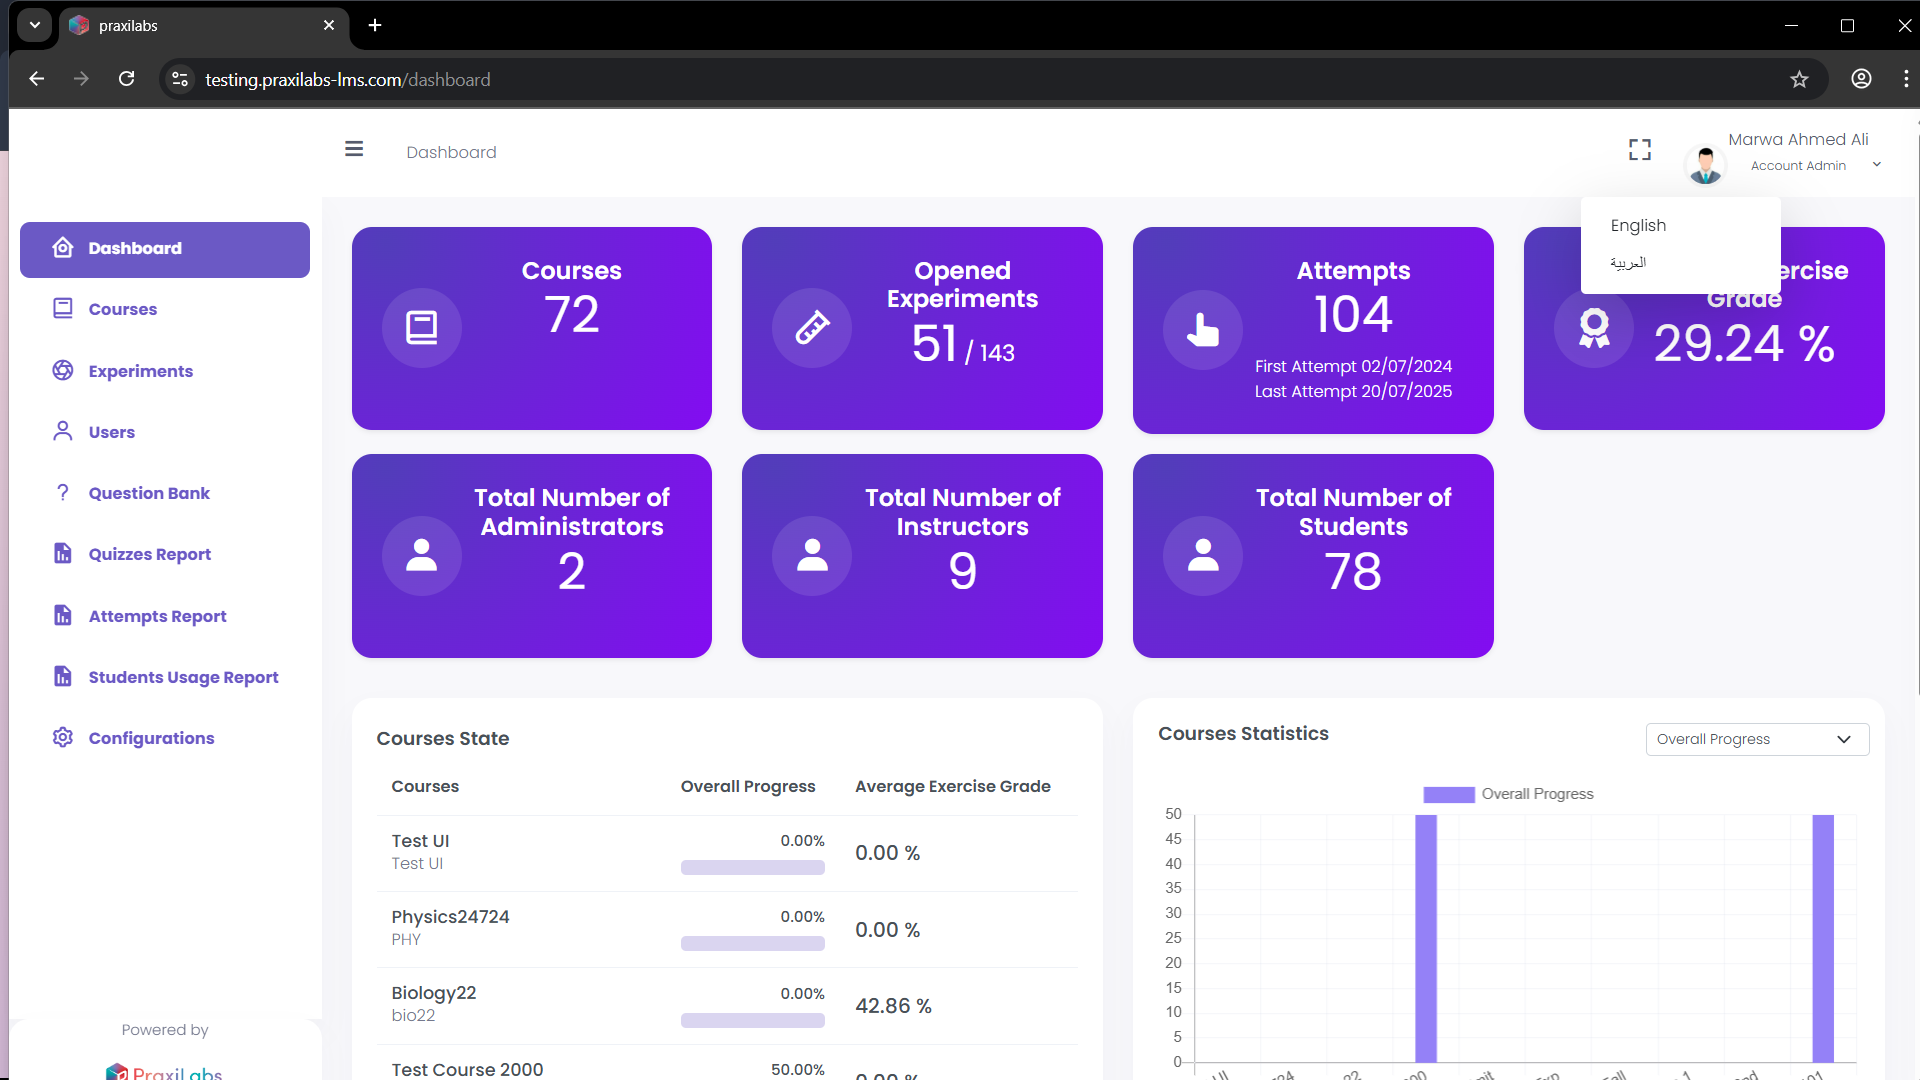 praxilabs
testing.praxilabs-lms.com/dashboard
Dashboard
Marwa Ahmed Ali
Account Admin
English
العربية
Dashboard
Courses
Experiments
Users
Question Bank
Quizzes Report
Attempts Report
Students Usage Report
Configurations
Powered by
PraxiLabs
Courses
72
Opened
Experiments
51 / 143
Attempts
104
First Attempt 02/07/2024
Last Attempt 20/07/2025
Grade
29.24 %
Total Number of
Administrators
2
Total Number of
Instructors
9
Total Number of
Students
78
Courses State
Courses Overall Progress Average Exercise Grade
Test UI 0.00% 0.00 %
Test UI
Physics24724 0.00% 0.00 %
PHY
Biology22 0.00% 42.86 %
bio22
Test Course 2000 50.00%
Courses Statistics
Overall Progress
Overall Progress
50
45
40
35
30
25
20
15
10
5
0